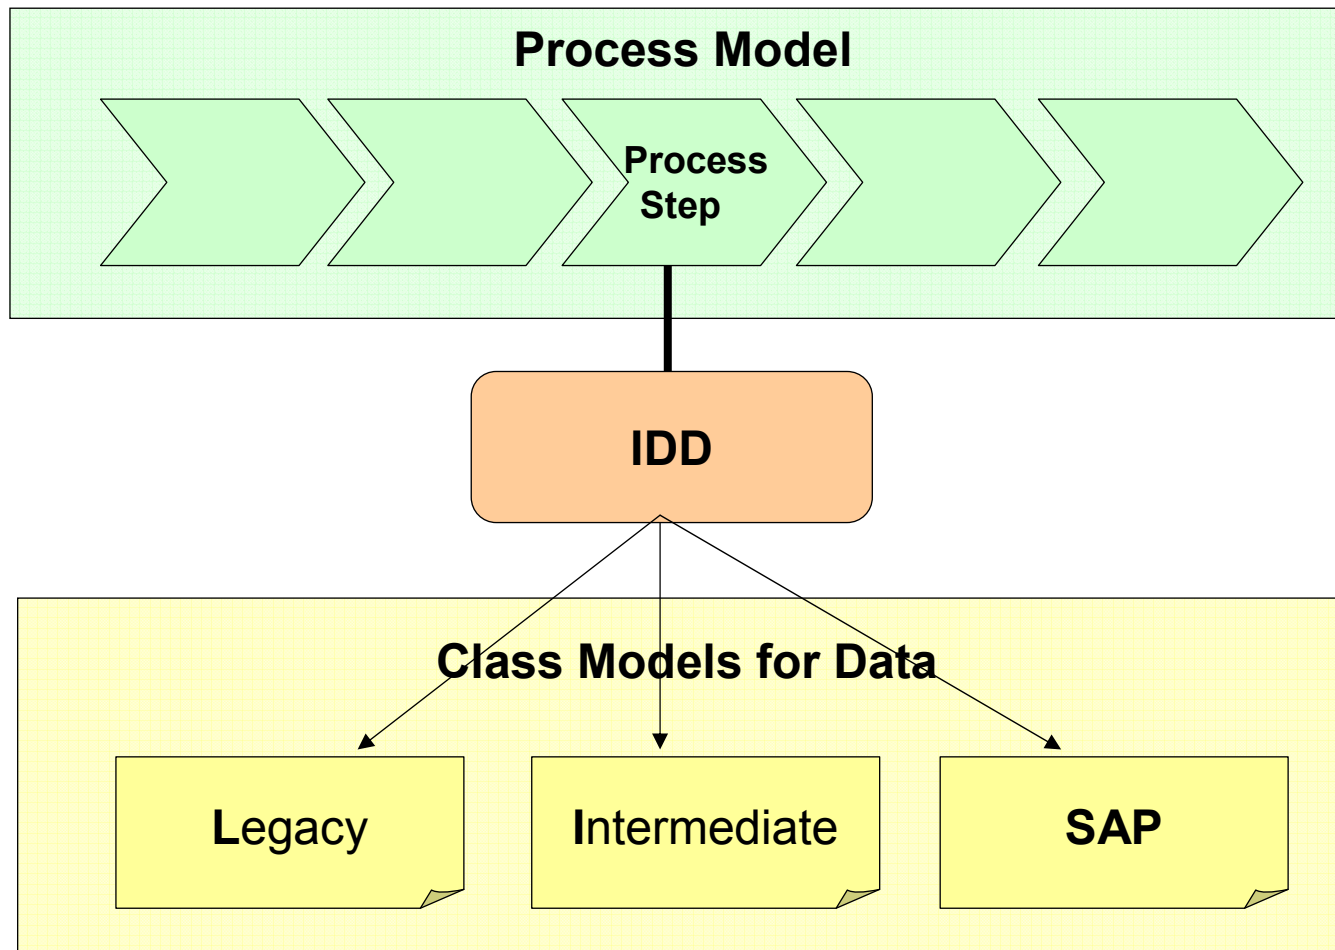 Process Model
Process
Step
IDD
Class Models for Data
Legacy
Intermediate
SAP